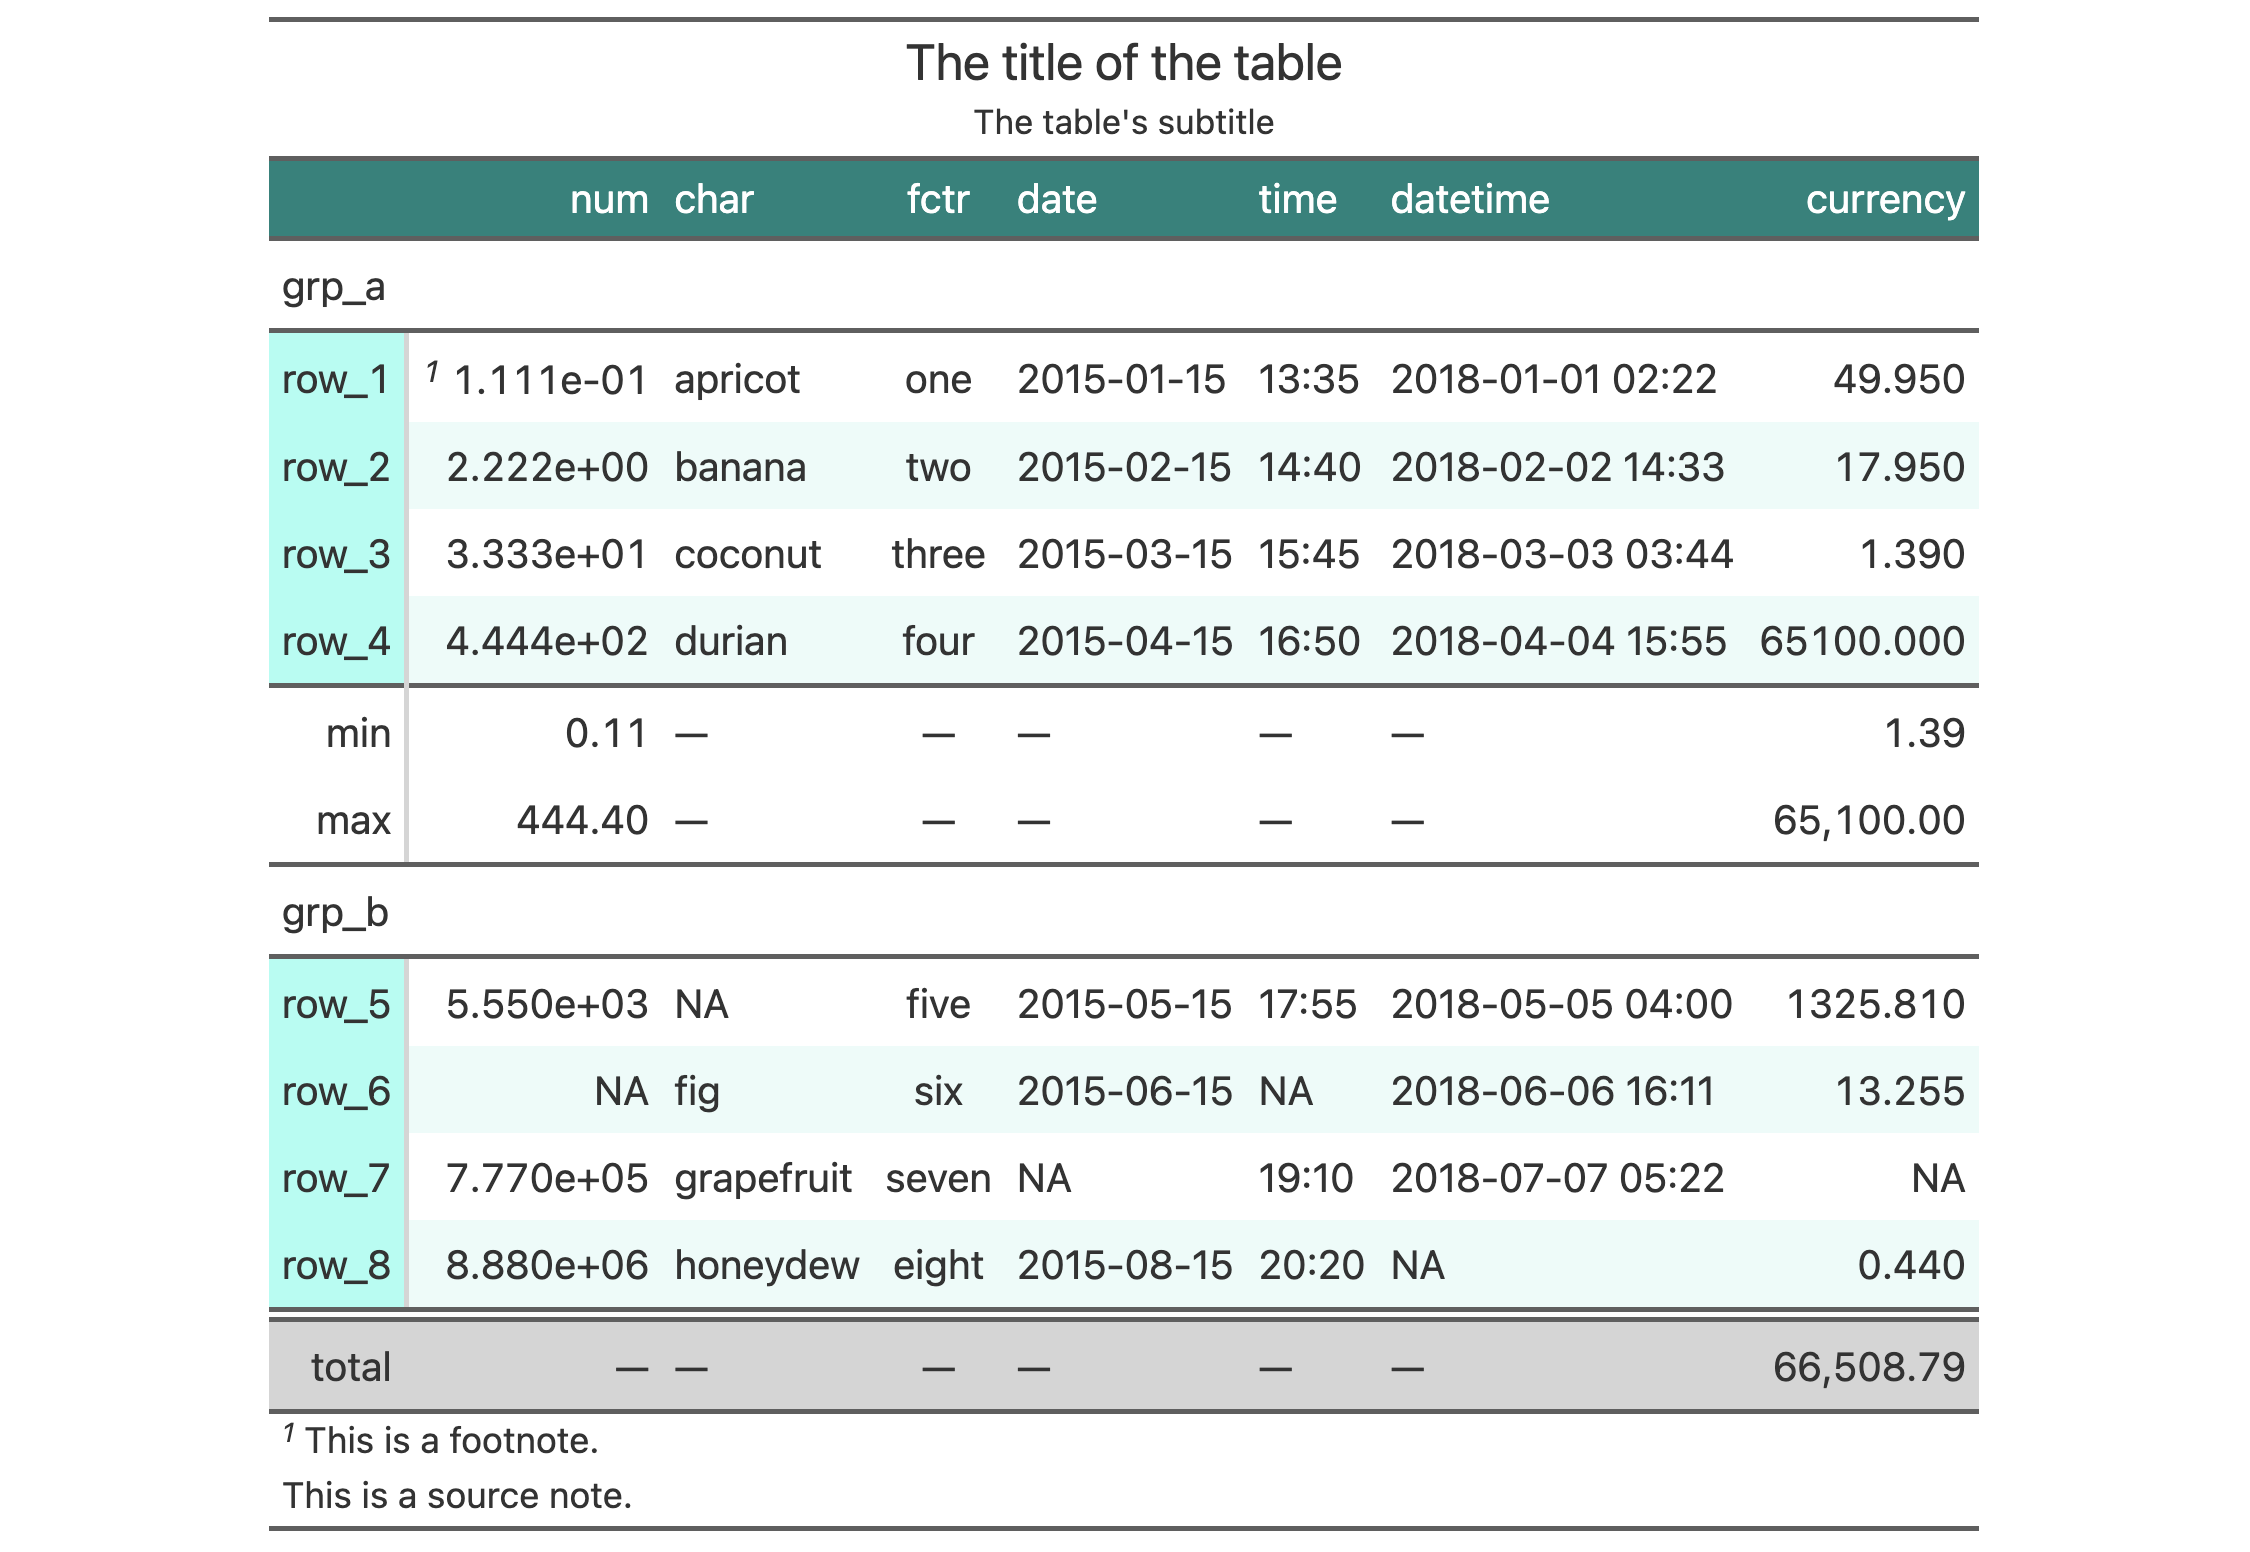 The title of the table
The table's subtitle
num char fctr date time datetime currency
grp_a
row_1 1 1.111e-01 apricot one 2015-01-15 13:35 2018-01-01 02:22 49.950
row_2 2.222e+00 banana two 2015-02-15 14:40 2018-02-02 14:33 17.950
row_3 3.333e+01 coconut three 2015-03-15 15:45 2018-03-03 03:44 1.390
row_4 4.444e+02 durian four 2015-04-15 16:50 2018-04-04 15:55 65100.000
min 0.11 — — — — — 1.39
max 444.40 — — — — — 65,100.00
grp_b
row_5 5.550e+03 NA five 2015-05-15 17:55 2018-05-05 04:00 1325.810
row_6 NA fig six 2015-06-15 NA 2018-06-06 16:11 13.255
row_7 7.770e+05 grapefruit seven NA 19:10 2018-07-07 05:22 NA
row_8 8.880e+06 honeydew eight 2015-08-15 20:20 NA 0.440
total — — — — — — 66,508.79
1 This is a footnote.
This is a source note.